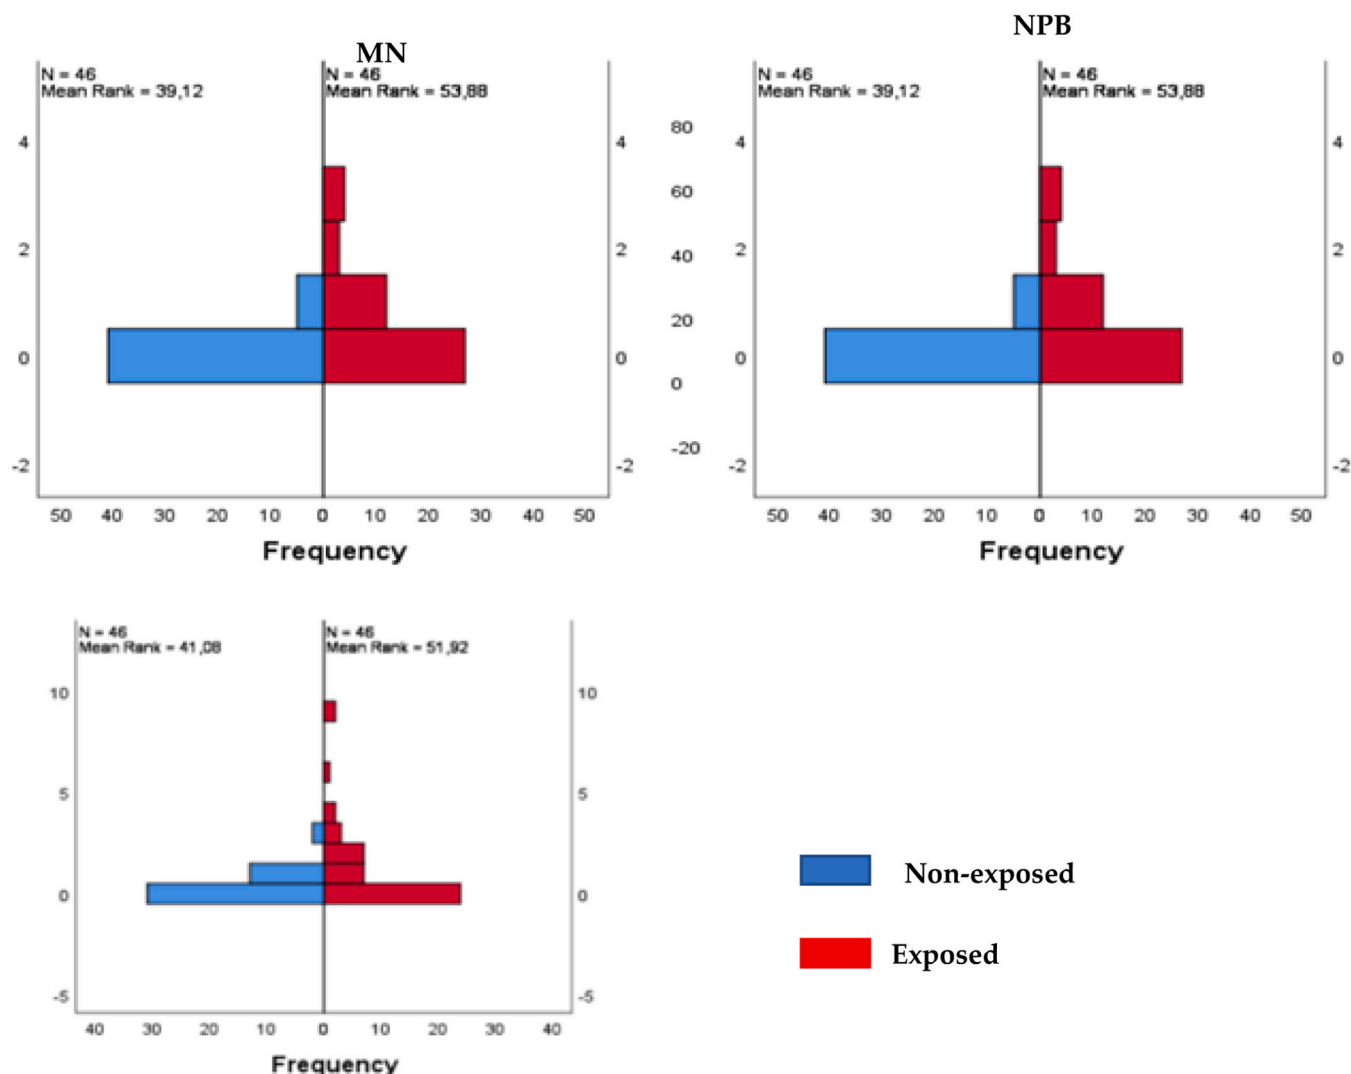 MN
NPB
N = 46
Mean Rank = 39,12
N = 46
Mean Rank = 53,88
4
2
0
-2
4
2
0
-2
50 40 30 20 10 0 10 20 30 40 50
Frequency
80
60
40
20
0
-20
N = 46
Mean Rank = 39,12
N = 46
Mean Rank = 53,88
4
2
0
-2
4
2
0
-2
50 40 30 20 10 0 10 20 30 40 50
Frequency
N = 46
Mean Rank = 41,08
N = 46
Mean Rank = 51,92
10
5
0
-5
10
5
0
-5
40 30 20 10 0 10 20 30 40
Frequency
Non-exposed
Exposed